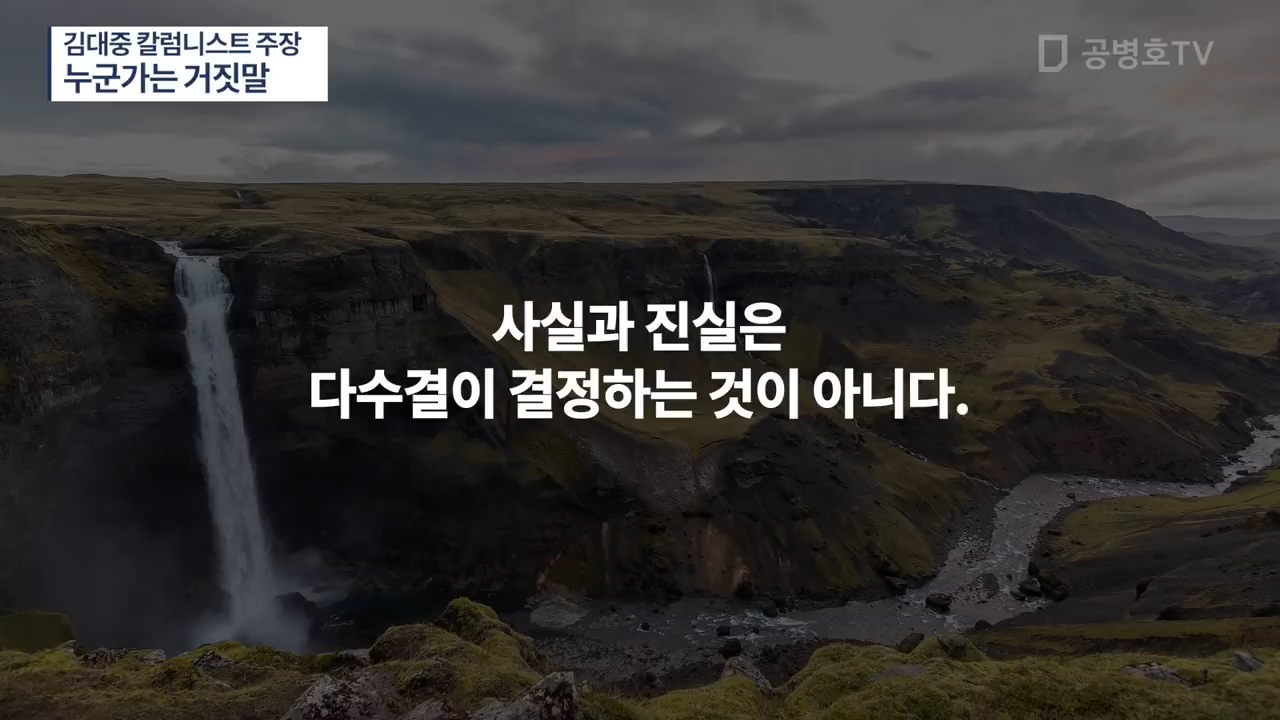 김대중 칼럼니스트 주장
누군가는 거짓말
공병호TV
사실과 진실은
다수결이 결정하는 것이 아니다.